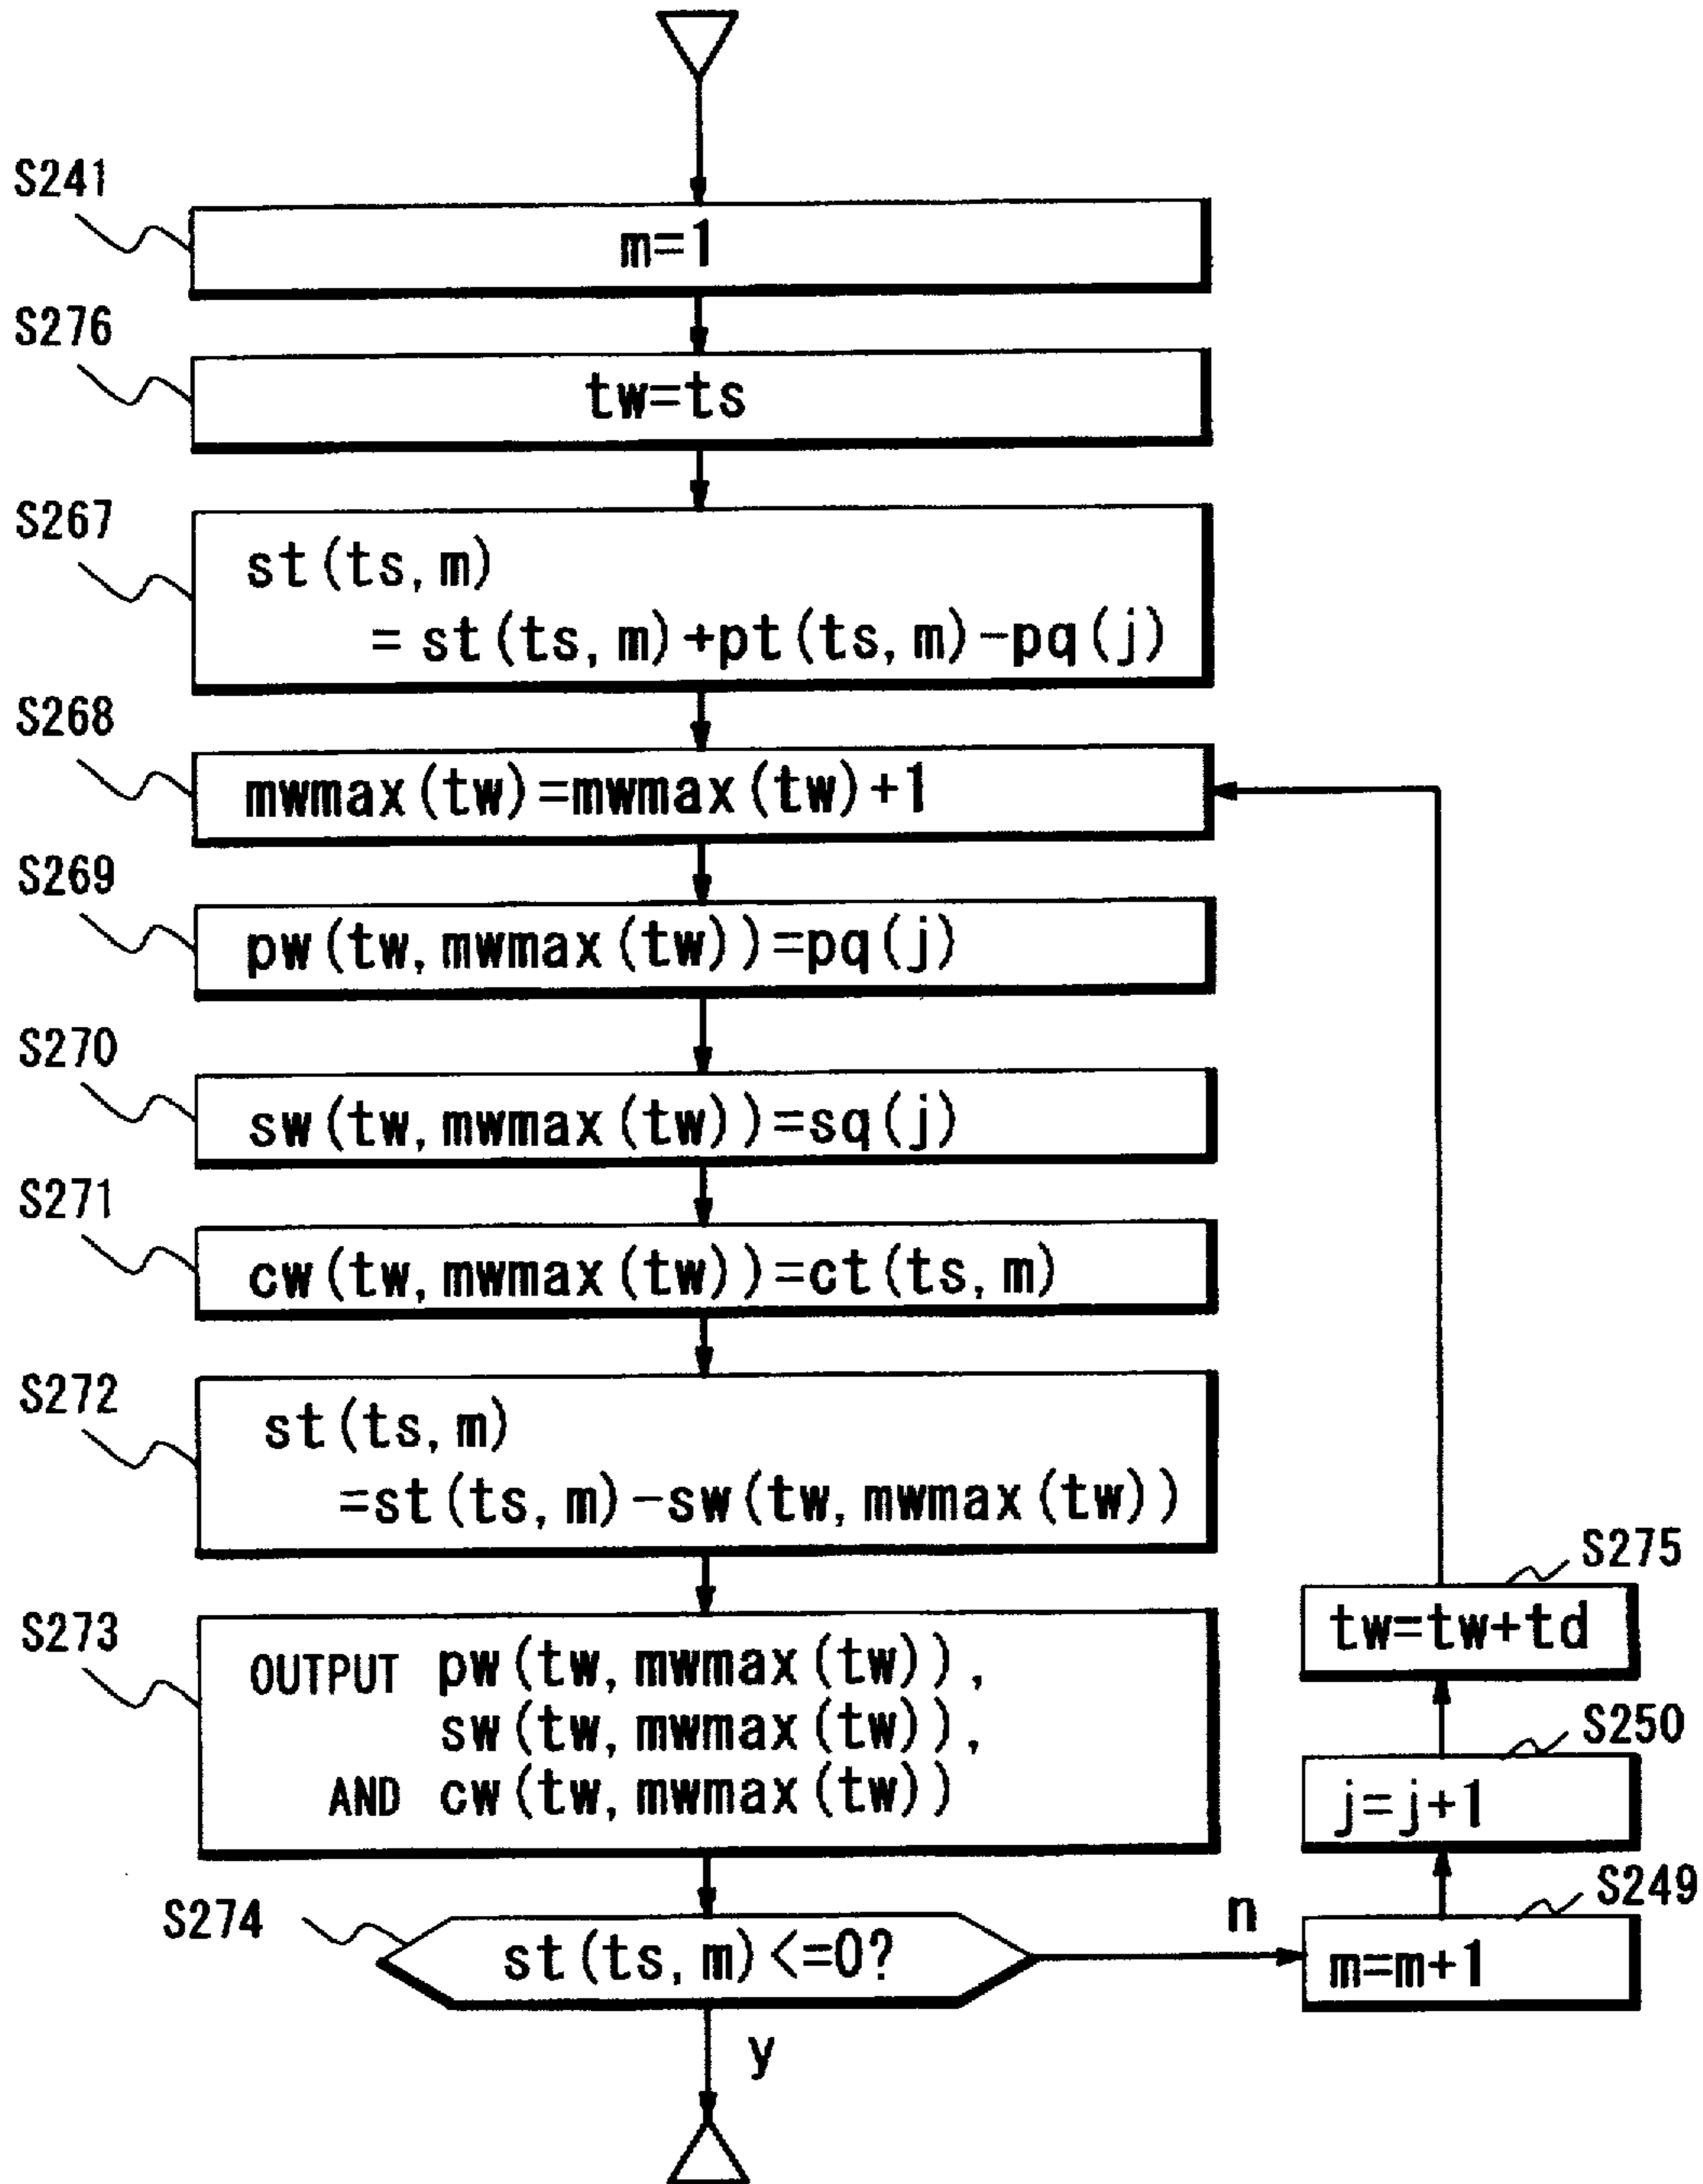 S241
m=1
S276
tw=ts
S267
st(ts,m)
= st(ts,m)+pt(ts,m)-pq(j)
S268
mwmax(tw)=mwmax(tw)+1
S269
pw(tw,mwmax(tw))=pq(j)
S270
sw(tw,mwmax(tw))=sq(j)
S271
cw(tw,mwmax(tw))=ct(ts,m)
S272
st(ts,m)
=st(ts,m)-sw(tw,mwmax(tw))
S273
OUTPUT pw(tw,mwmax(tw)),
sw(tw,mwmax(tw)),
AND cw(tw,mwmax(tw))
S274
st(ts,m)<=0?
n
y
S275
tw=tw+td
S250
j=j+1
S249
m=m+1